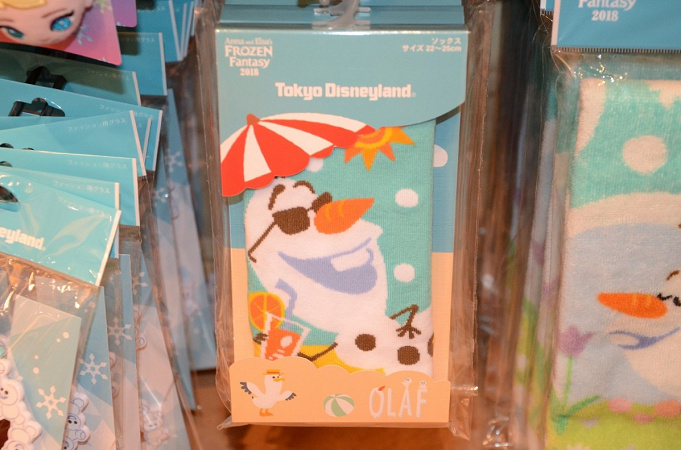 Fantasy
2018
Anna and Elsa's
FROZEN
Fantasy
2018
ソックス
サイズ 22～25cm
Tokyo Disneyland®
Disneyland
OLAF